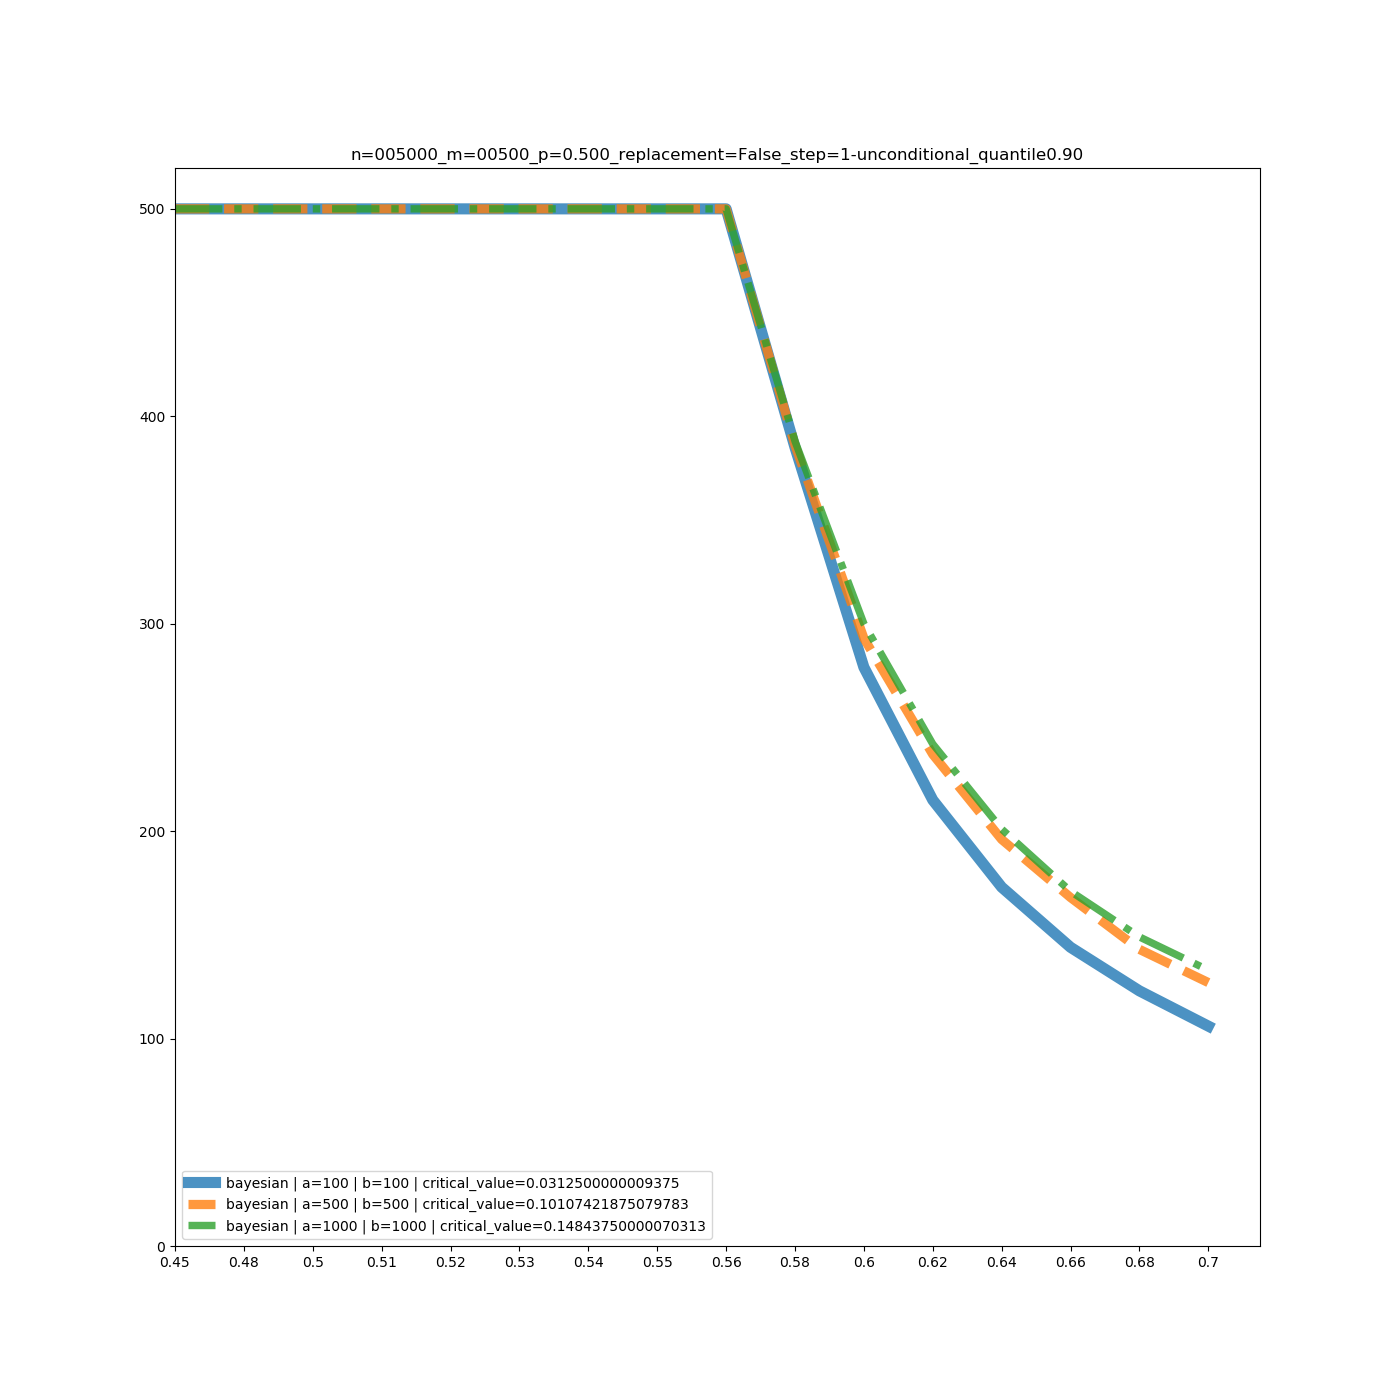 n=005000_m=00500_p=0.500_replacement=False_step=1-unconditional_quantile0.90
500
400
300
200
100
0
bayesian | a=100 | b=100 | critical_value=0.0312500000009375
bayesian | a=500 | b=500 | critical_value=0.10107421875079783
bayesian | a=1000 | b=1000 | critical_value=0.14843750000070313
0.45 0.48 0.5 0.51 0.52 0.53 0.54 0.55 0.56 0.58 0.6 0.62 0.64 0.66 0.68 0.7